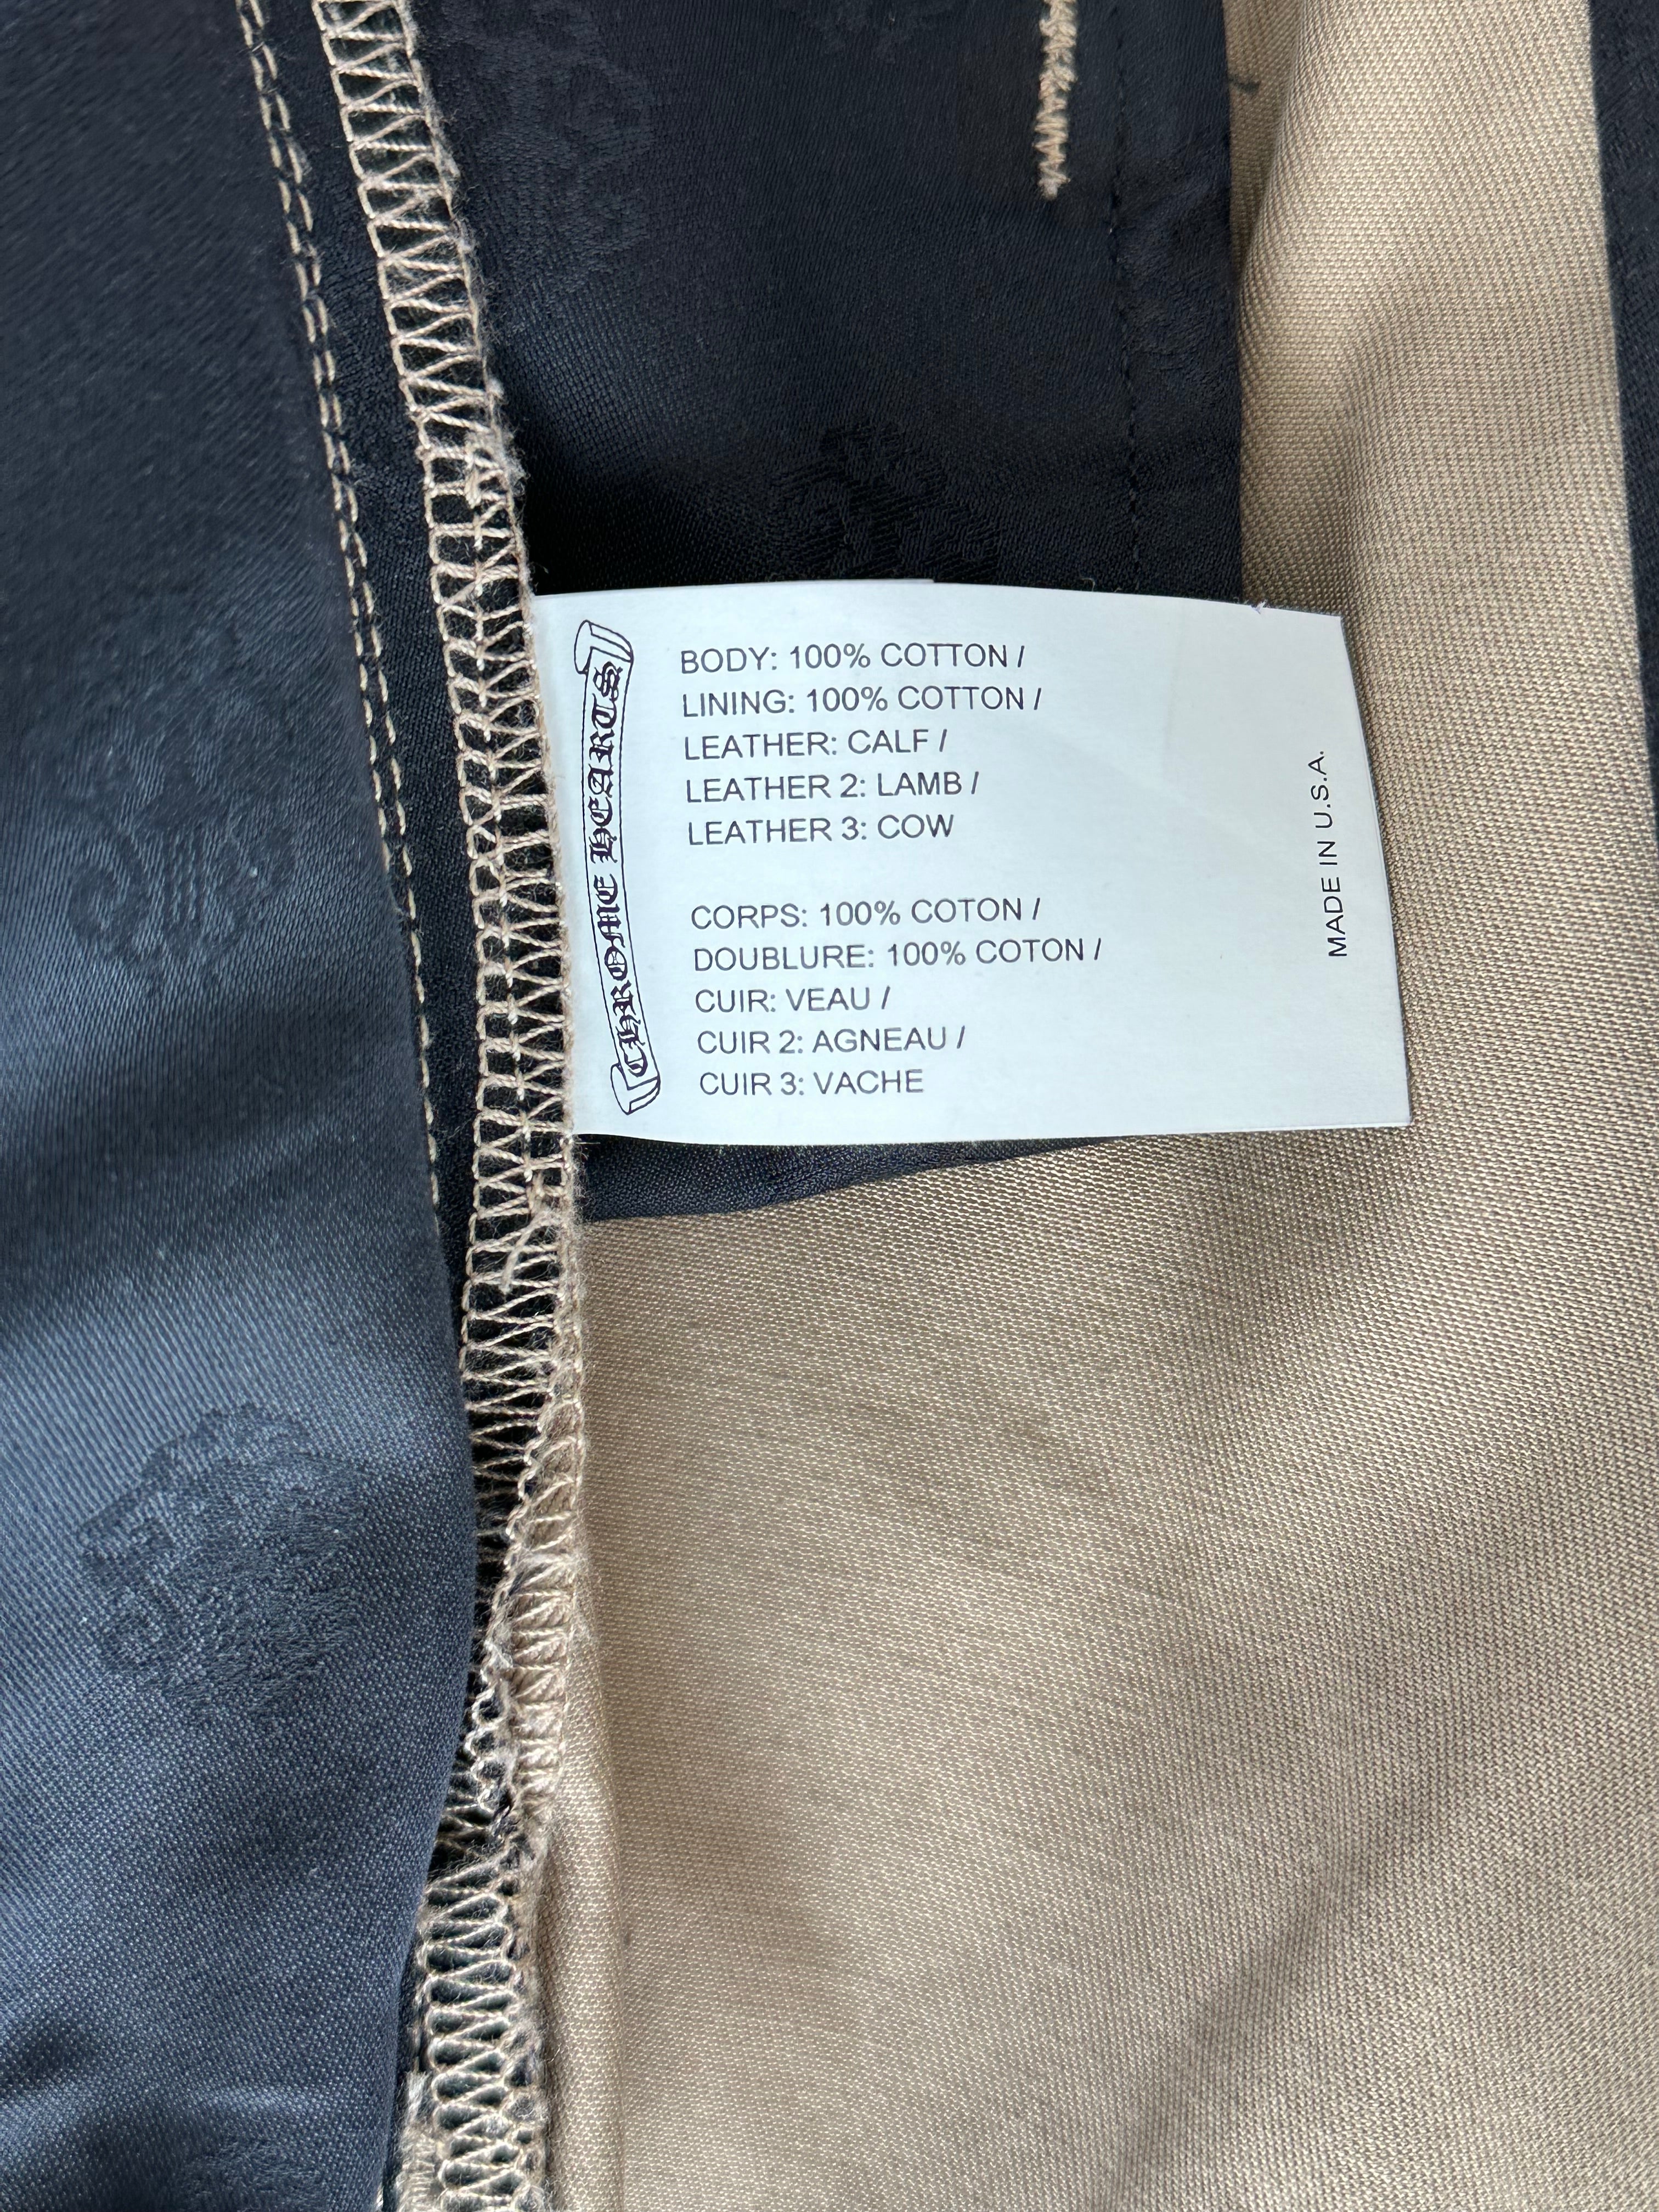 CHROME HEARTS
BODY: 100% COTTON /
LINING: 100% COTTON /
LEATHER: CALF /
LEATHER 2: LAMB /
LEATHER 3: COW
CORPS: 100% COTON /
DOUBLURE: 100% COTON /
CUIR: VEAU /
CUIR 2: AGNEAU /
CUIR 3: VACHE
MADE IN U.S.A.